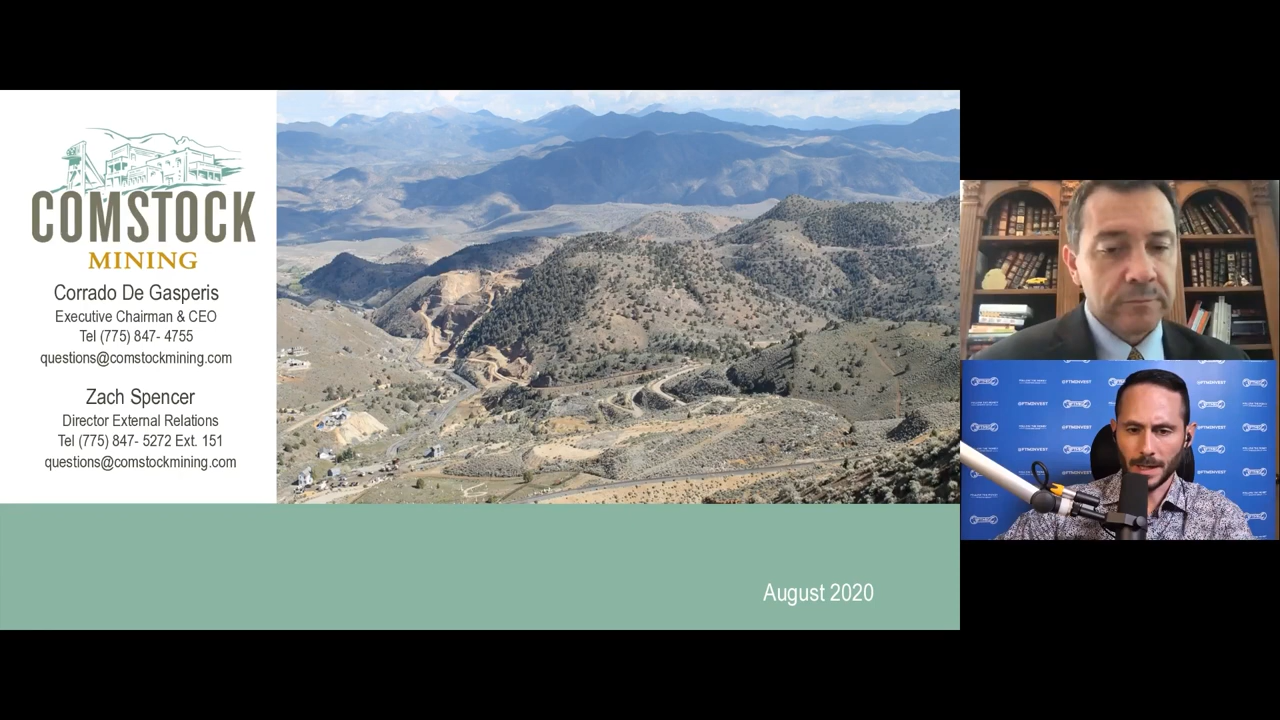 COMSTOCK
MINING
Corrado De Gasperis
Executive Chairman & CEO
Tel (775) 847- 4755
questions@comstockmining.com
Zach Spencer
Director External Relations
Tel (775) 847- 5272 Ext. 151
questions@comstockmining.com
August 2020
@FTMINVEST